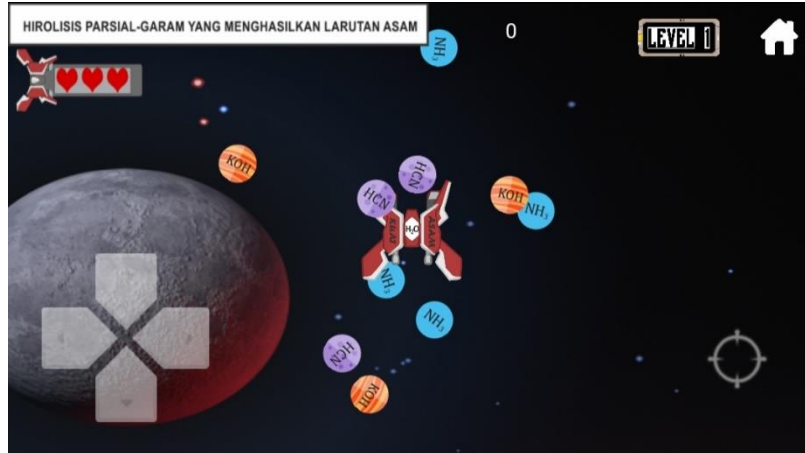 HIROLISIS PARSIAL-GARAM YANG MENGHASILKAN LARUTAN ASAM
0
LEVEL 1
NH₃
KOH
HCN
HCN
KOH
NH₃
H₂O
ASAM
NH₃
NH₃
HCN
KOH